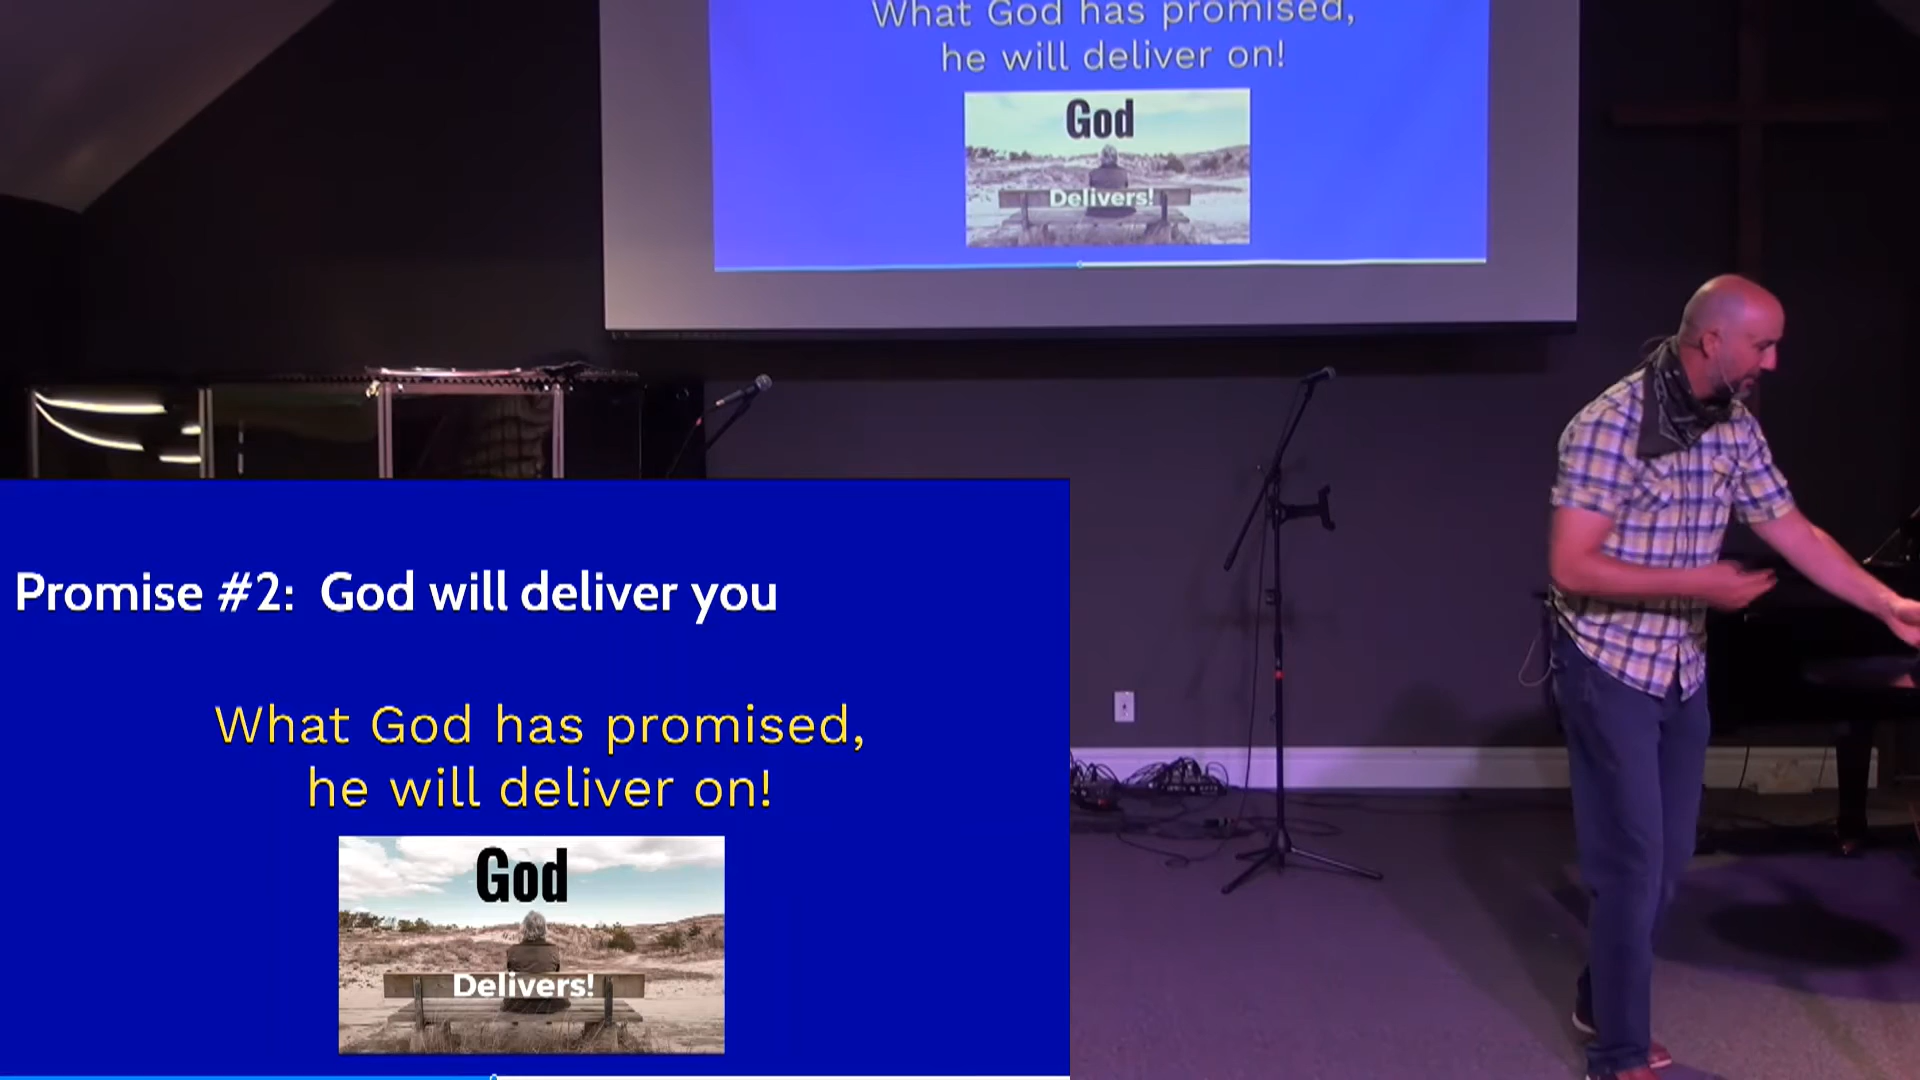 What God has promised,
he will deliver on!
God
Delivers!
Promise #2: God will deliver you
What God has promised,
he will deliver on!
God
Delivers!